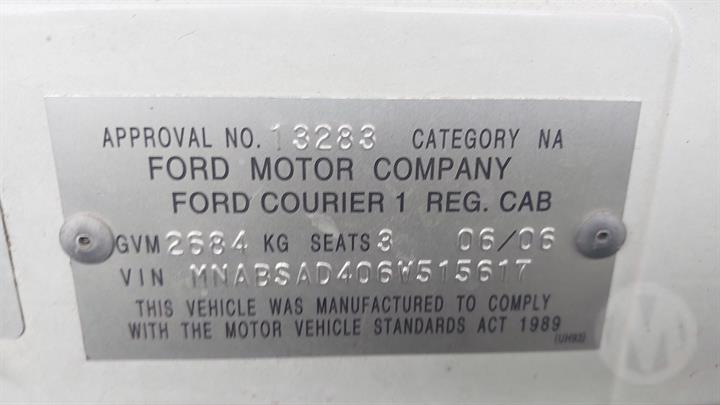 APPROVAL NO. 13283 CATEGORY NA
FORD MOTOR COMPANY
FORD COURIER 1 REG. CAB
GVM 2684 KG SEATS 3 06/06
VIN MNABSAD406W515617
THIS VEHICLE WAS MANUFACTURED TO COMPLY
WITH THE MOTOR VEHICLE STANDARDS ACT 1989
(UH93)
M